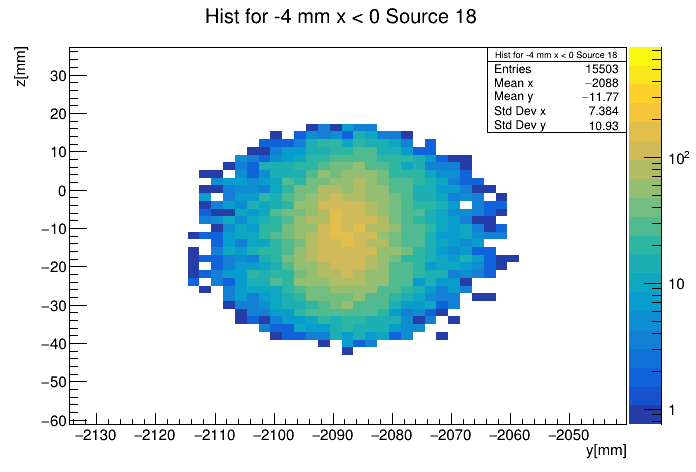 Hist for -4 mm x < 0 Source 18
z[mm]
Hist for -4 mm x < 0 Source 18
Entries 15503
Mean x −2088
Mean y −11.77
Std Dev x 7.384
Std Dev y 10.93
30
20
10
0
−10
−20
−30
−40
−50
−60
10²
10
1
−2130 −2120 −2110 −2100 −2090 −2080 −2070 −2060 −2050
y[mm]